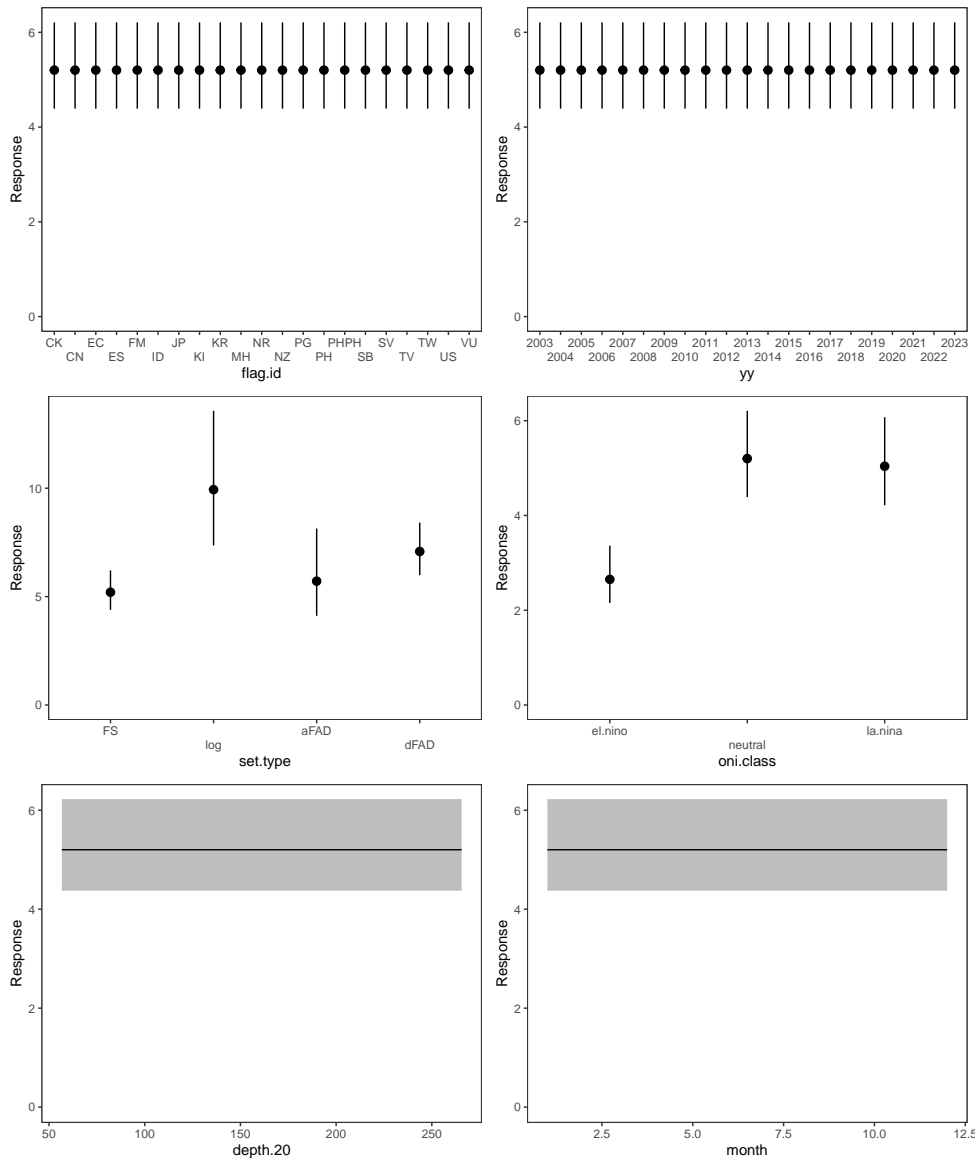 6
4
2
0
Response
CK EC FM JP KR NR PG PHPH SV TW VU
CN ES ID KI MH NZ PH SB TV US
flag.id
6
4
2
0
Response
2003 2005 2007 2009 2011 2013 2015 2017 2019 2021 2023
2004 2006 2008 2010 2012 2014 2016 2018 2020 2022
yy
10
5
0
Response
FS aFAD
log dFAD
set.type
6
4
2
0
Response
el.nino la.nina
neutral
oni.class
6
4
2
0
Response
50 100 150 200 250
depth.20
6
4
2
0
Response
2.5 5.0 7.5 10.0 12.5
month